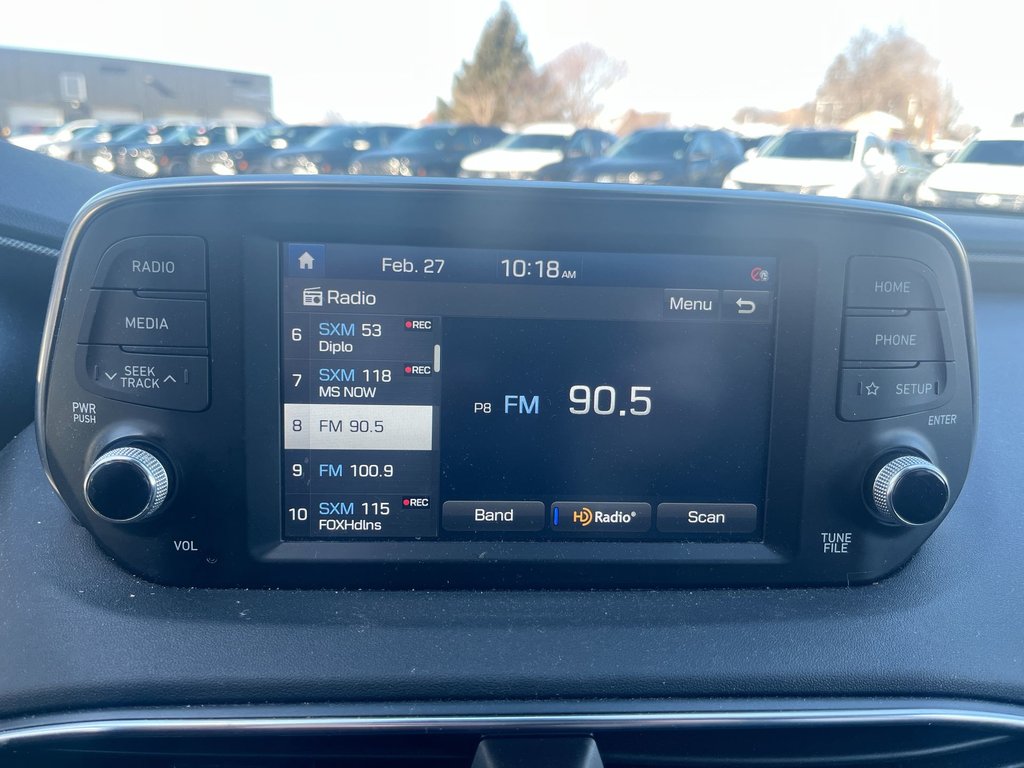 Feb. 27
10:18 AM
Radio
Menu
6 SXM 53 REC
Diplo
7 SXM 118 REC
MS NOW
8 FM 90.5
9 FM 100.9
10 SXM 115 REC
FOXHdlns
P8 FM 90.5
Band
HD Radio®
Scan
RADIO
MEDIA
SEEK
TRACK
PWR
PUSH
VOL
HOME
PHONE
SETUP
ENTER
TUNE
FILE